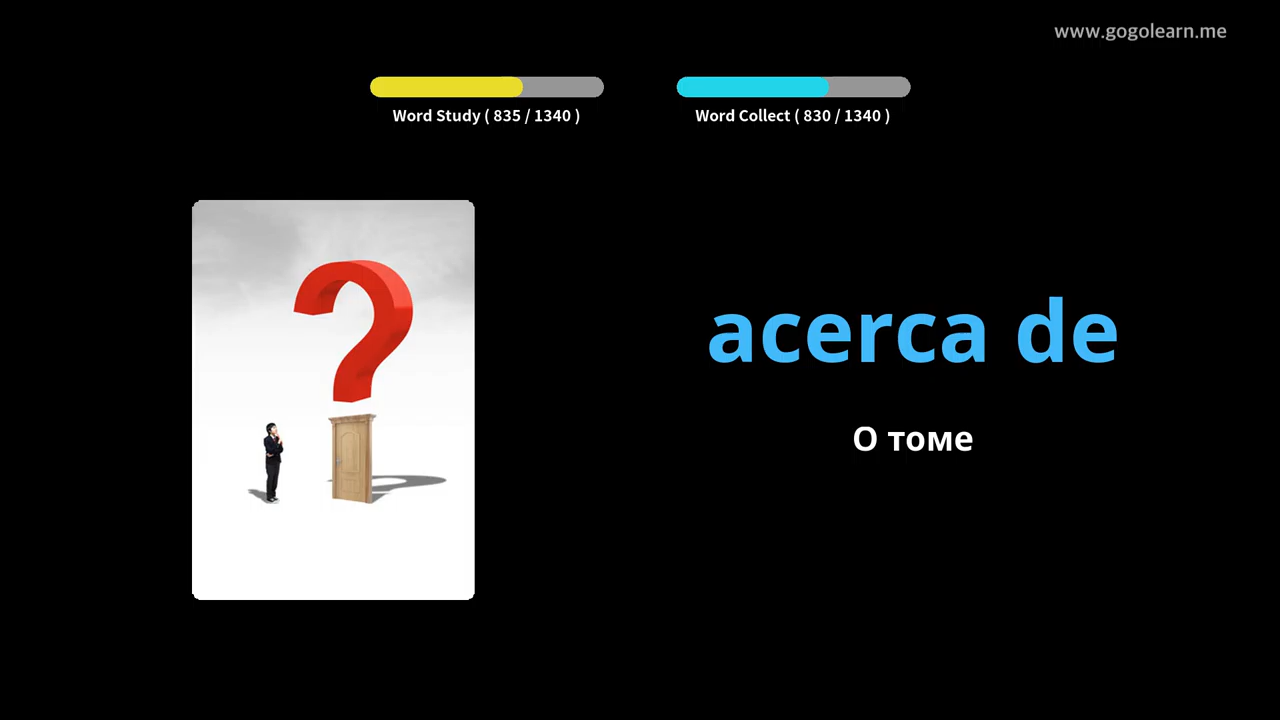 www.gogolearn.me
Word Study ( 835 / 1340 )
Word Collect ( 830 / 1340 )
acerca de
О томе